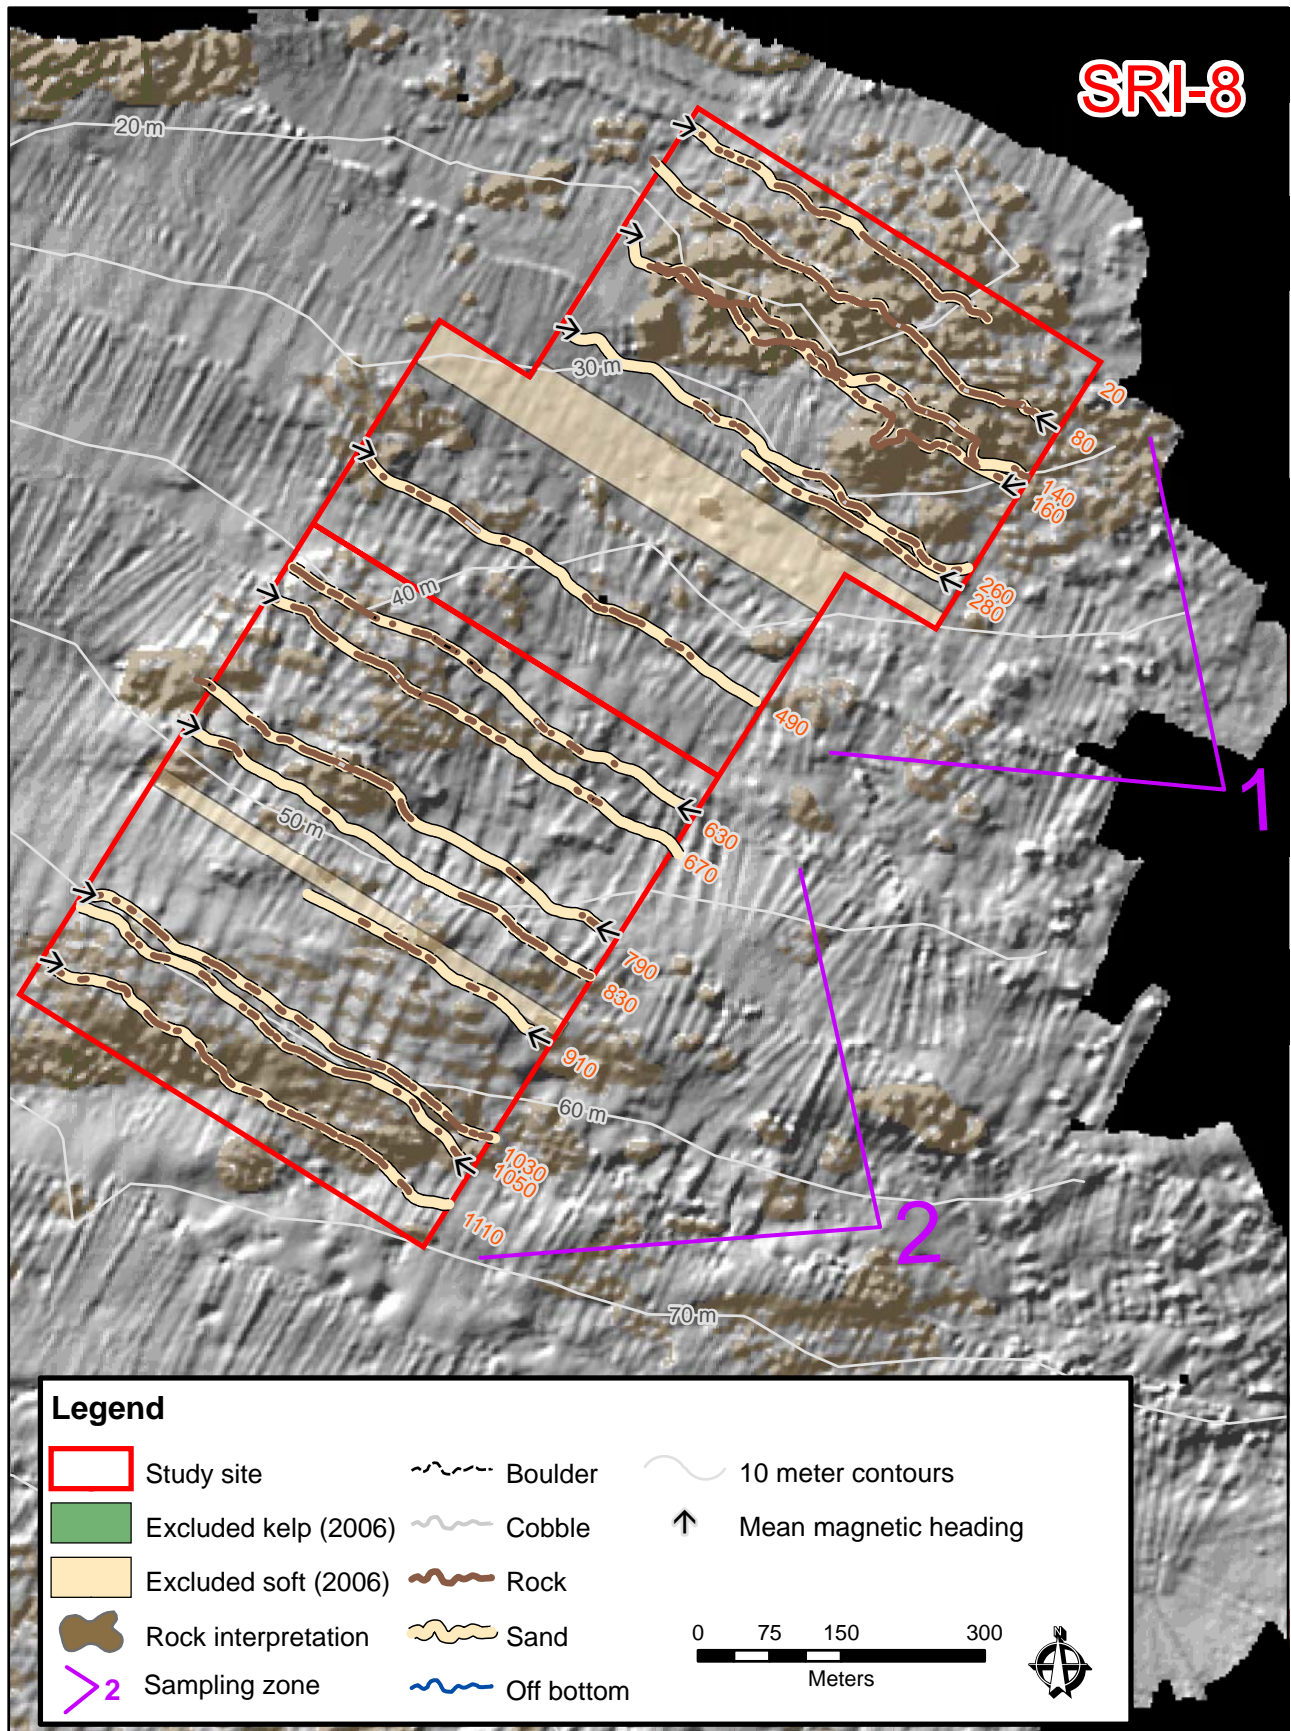 SRI-8
20 m
30 m
20
80
140
160
260
280
40 m
490
1
630
670
50 m
790
830
910
60 m
1030
1050
1110
2
70 m
Legend
Study site
Excluded kelp (2006)
Excluded soft (2006)
Rock interpretation
2 Sampling zone
Boulder
Cobble
Rock
Sand
Off bottom
10 meter contours
Mean magnetic heading
0 75 150 300
Meters
N